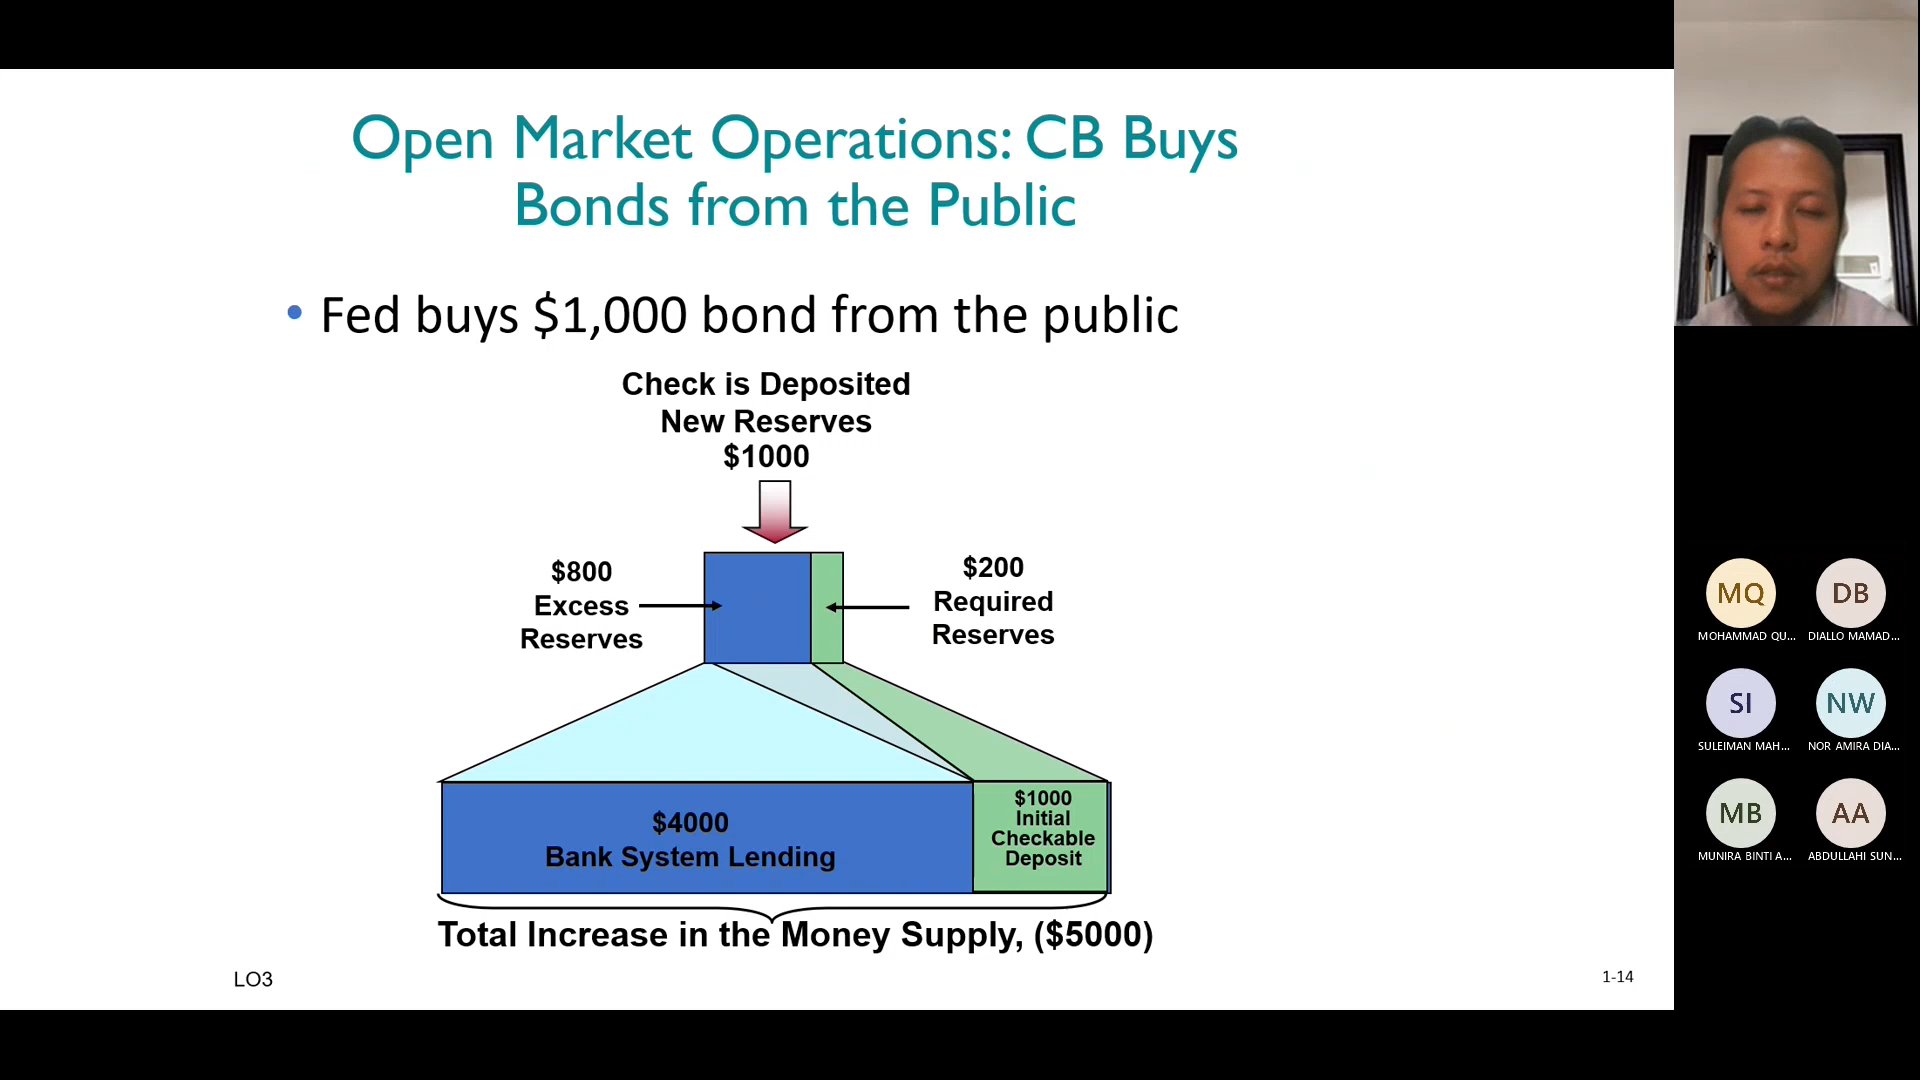 Open Market Operations: CB Buys
Bonds from the Public
• Fed buys $1,000 bond from the public
Check is Deposited
New Reserves
$1000
$800
Excess
Reserves
$200
Required
Reserves
$4000
Bank System Lending
$1000
Initial
Checkable
Deposit
Total Increase in the Money Supply, ($5000)
LO3
1-14
MQ
MOHAMMAD QU...
DB
DIALLO MAMAD...
SI
SULEIMAN MAH...
NW
NOR AMIRA DIA...
MB
MUNIRA BINTI A...
AA
ABDULLAHI SUN...